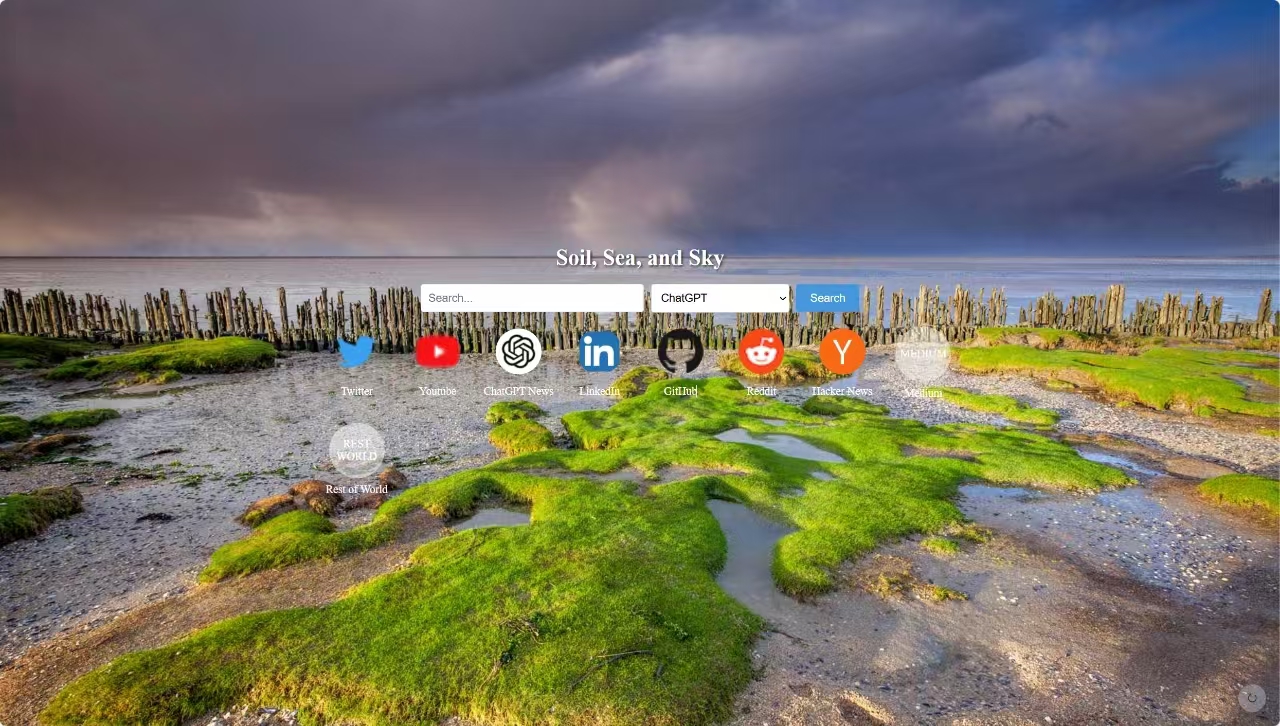 Soil, Sea, and Sky
Search...
ChatGPT
Search
Y
MEDIUM
Twitter
Youtube
ChatGPT News
LinkedIn
GitHub
Reddit
Hacker News
Medium
REST
WORLD
Rest of World